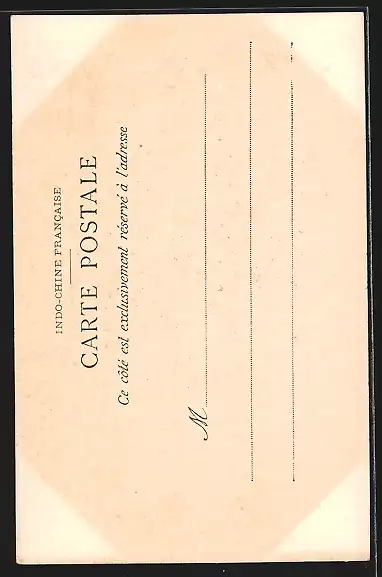 INDO-CHINE FRANÇAISE
CARTE POSTALE
Ce côté est exclusivement réservé à l'adresse
M